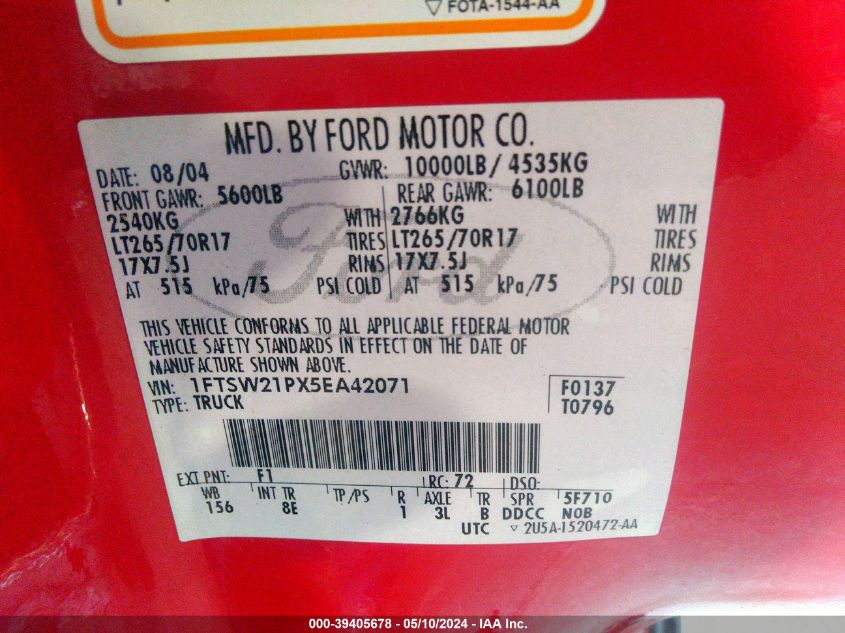 FOTA-1544-AA
MFD. BY FORD MOTOR CO.
DATE: 08/04 GVWR: 10000LB/ 4535KG
FRONT GAWR: 5600LB REAR GAWR: 6100LB
2540KG WITH 2766KG WITH
LT265/70R17 TIRES LT265/70R17 TIRES
17X7.5J RIMS 17X7.5J RIMS
AT 515 kPa/75 PSI COLD AT 515 kPa/75 PSI COLD
Ford
THIS VEHICLE CONFORMS TO ALL APPLICABLE FEDERAL MOTOR
VEHICLE SAFETY STANDARDS IN EFFECT ON THE DATE OF
MANUFACTURE SHOWN ABOVE.
VIN: 1FTSW21PX5EA42071 F0137
TYPE: TRUCK T0796
EXT PNT: F1 RC: 72 DSO:
WB INT TR TP/PS R AXLE TR SPR 5F710
156 8E 1 3L B DDCC N0B
UTC 2U5A-1520472-AA
000-39405678 - 05/10/2024 - IAA Inc.